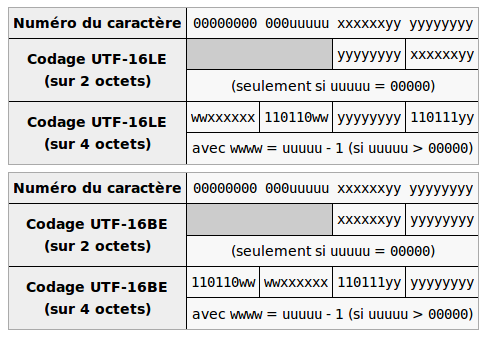 Numéro du caractère 00000000 000uuuuu xxxxxxyy yyyyyyyy
Codage UTF-16LE
(sur 2 octets)
yyyyyyyy xxxxxxyy
(seulement si uuuuu = 00000)
Codage UTF-16LE
(sur 4 octets)
wwxxxxxx 110110ww yyyyyyyy 110111yy
avec wwww = uuuuu - 1 (si uuuuu > 00000)
Numéro du caractère 00000000 000uuuuu xxxxxxyy yyyyyyyy
Codage UTF-16BE
(sur 2 octets)
xxxxxxyy yyyyyyyy
(seulement si uuuuu = 00000)
Codage UTF-16BE
(sur 4 octets)
110110ww wwxxxxxx 110111yy yyyyyyyy
avec wwww = uuuuu - 1 (si uuuuu > 00000)